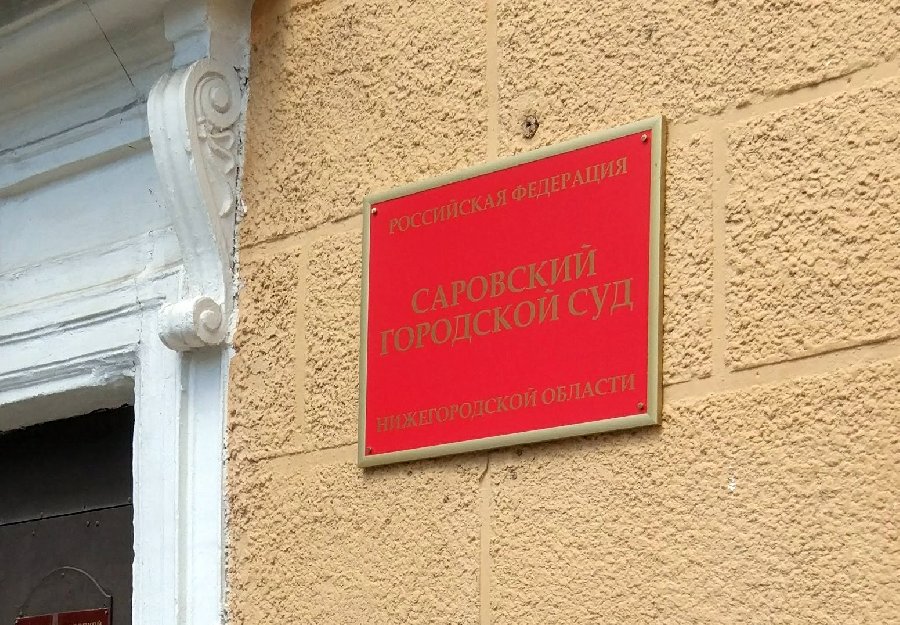 РОССИЙСКАЯ ФЕДЕРАЦИЯ
САРОВСКИЙ
ГОРОДСКОЙ СУД
НИЖЕГОРОДСКОЙ ОБЛАСТИ